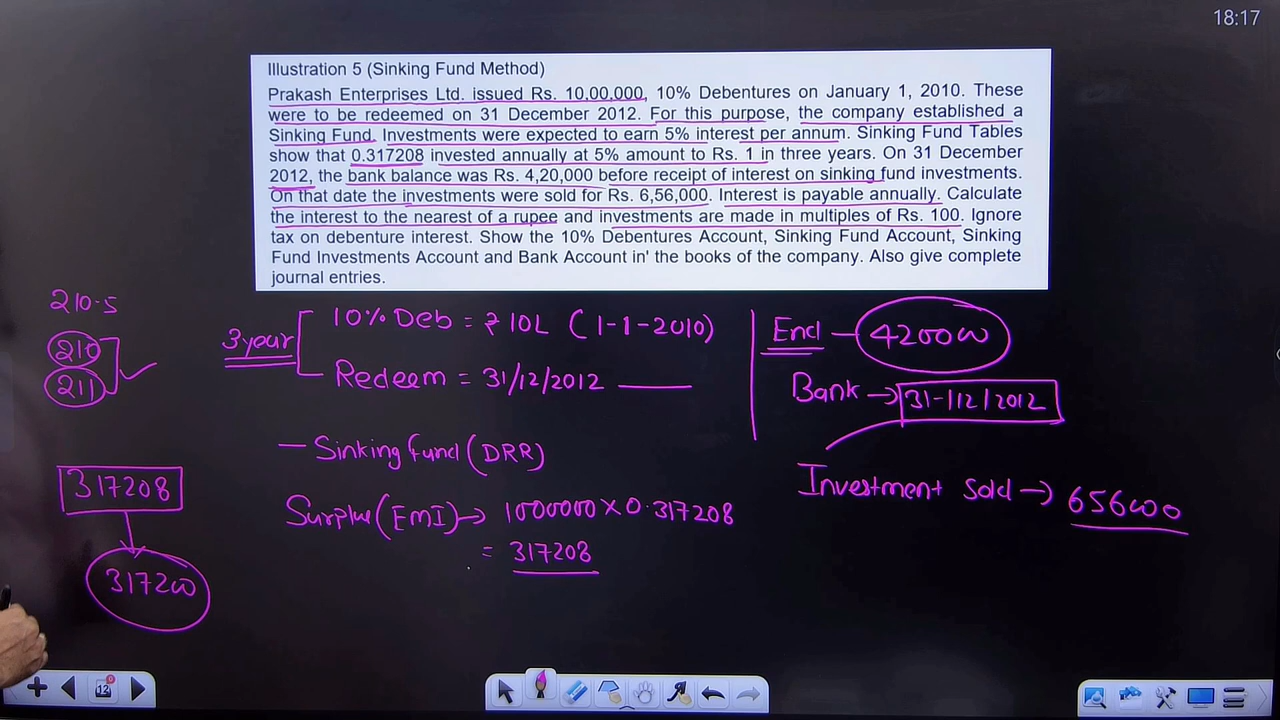 18:17
Illustration 5 (Sinking Fund Method)
Prakash Enterprises Ltd. issued Rs. 10,00,000, 10% Debentures on January 1, 2010. These
were to be redeemed on 31 December 2012. For this purpose, the company established a
Sinking Fund. Investments were expected to earn 5% interest per annum. Sinking Fund Tables
show that 0.317208 invested annually at 5% amount to Rs. 1 in three years. On 31 December
2012, the bank balance was Rs. 4,20,000 before receipt of interest on sinking fund investments.
On that date the investments were sold for Rs. 6,56,000. Interest is payable annually. Calculate
the interest to the nearest of a rupee and investments are made in multiples of Rs. 100. Ignore
tax on debenture interest. Show the 10% Debentures Account, Sinking Fund Account, Sinking
Fund Investments Account and Bank Account in' the books of the company. Also give complete
journal entries.
210.5
210
211
317208
317200
3 year
10% Deb = ₹ 10L (1-1-2010)
Redeem = 31/12/2012
— Sinking fund (DRR)
Surplus (EMI) → 1000000 × 0.317208
= 317208
End — 420000
Bank → 31-/12/2012
Investment Sold → 656000
12